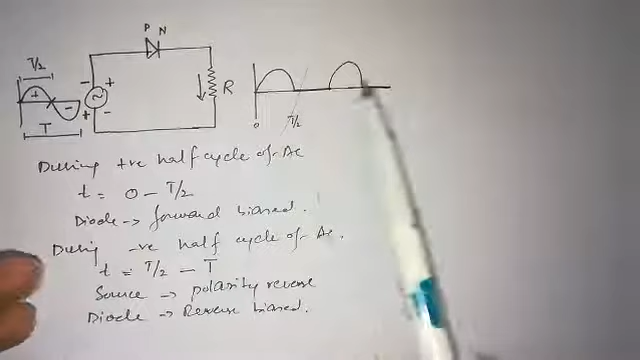 P N
T/2
+
-
T
- +
+ -
~
R
0 T/2
During +ve half cycle of Ac
t = 0 - T/2
Diode -> forward biased.
During -ve half cycle of Ac.
t = T/2 - T
Source -> polarity reverse
Diode -> Reverse biased.